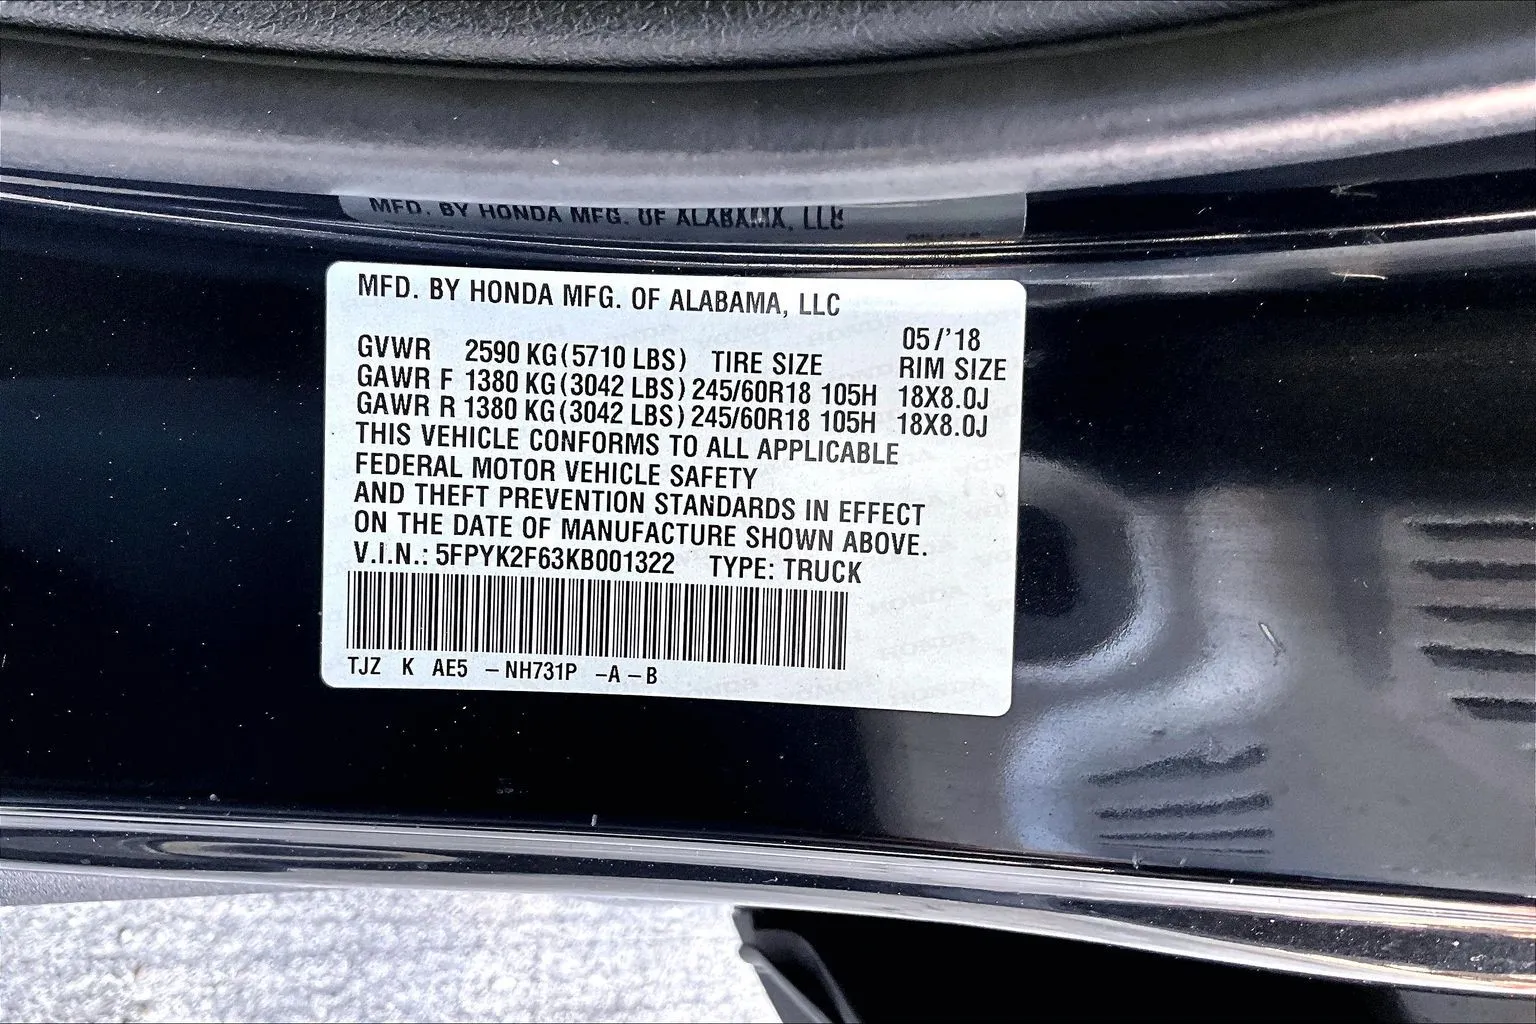 MFD. BY HONDA MFG. OF ALABAMA, LLC
MFD. BY HONDA MFG. OF ALABAMA, LLC
05/'18
GVWR 2590 KG(5710 LBS) TIRE SIZE RIM SIZE
GAWR F 1380 KG(3042 LBS) 245/60R18 105H 18X8.0J
GAWR R 1380 KG(3042 LBS) 245/60R18 105H 18X8.0J
THIS VEHICLE CONFORMS TO ALL APPLICABLE
FEDERAL MOTOR VEHICLE SAFETY
AND THEFT PREVENTION STANDARDS IN EFFECT
ON THE DATE OF MANUFACTURE SHOWN ABOVE.
V.I.N.: 5FPYK2F63KB001322 TYPE: TRUCK
TJZ K AE5 –NH731P –A–B